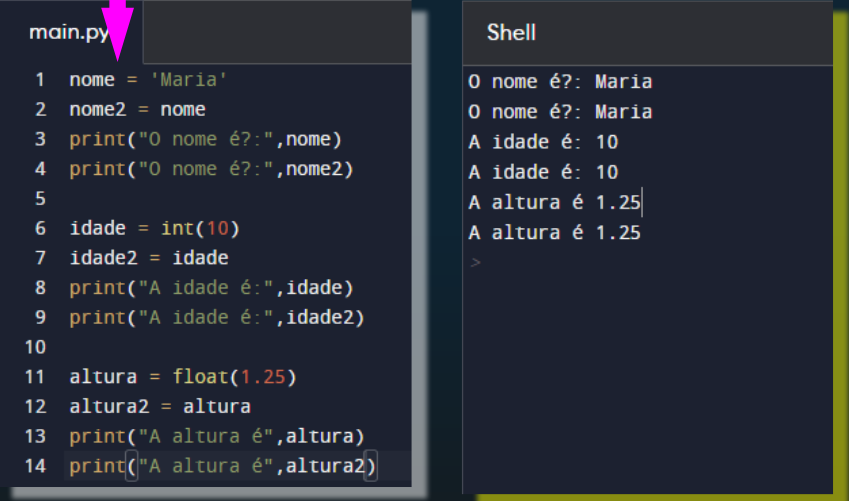 main.py
1 nome = 'Maria'
2 nome2 = nome
3 print("O nome é?:",nome)
4 print("O nome é?:",nome2)
5
6 idade = int(10)
7 idade2 = idade
8 print("A idade é:",idade)
9 print("A idade é:",idade2)
10
11 altura = float(1.25)
12 altura2 = altura
13 print("A altura é",altura)
14 print("A altura é",altura2)
Shell
O nome é?: Maria
O nome é?: Maria
A idade é: 10
A idade é: 10
A altura é 1.25
A altura é 1.25
>